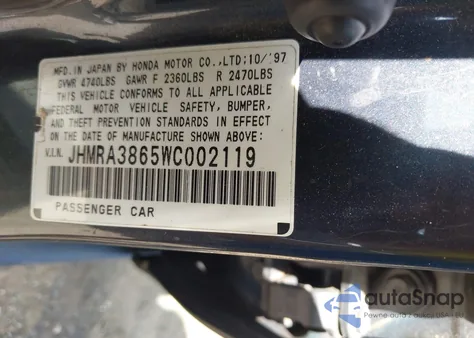 MFD. IN JAPAN BY HONDA MOTOR CO., LTD: 10/'97
GVWR 4740LBS GAWR F 2360LBS R 2470LBS
THIS VEHICLE CONFORMS TO ALL APPLICABLE
FEDERAL MOTOR VEHICLE SAFETY, BUMPER,
AND THEFT PREVENTION STANDARDS IN EFFECT
ON THE DATE OF MANUFACTURE SHOWN ABOVE:
V.I.N. JHMRA3865WC002119
PASSENGER CAR
autoSnap
Pewne auta z